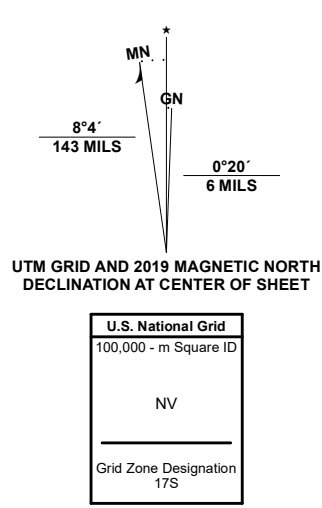 MN
GN
8°4´
143 MILS
0°20´
6 MILS
UTM GRID AND 2019 MAGNETIC NORTH
DECLINATION AT CENTER OF SHEET
U.S. National Grid
100,000 - m Square ID
NV
Grid Zone Designation
17S